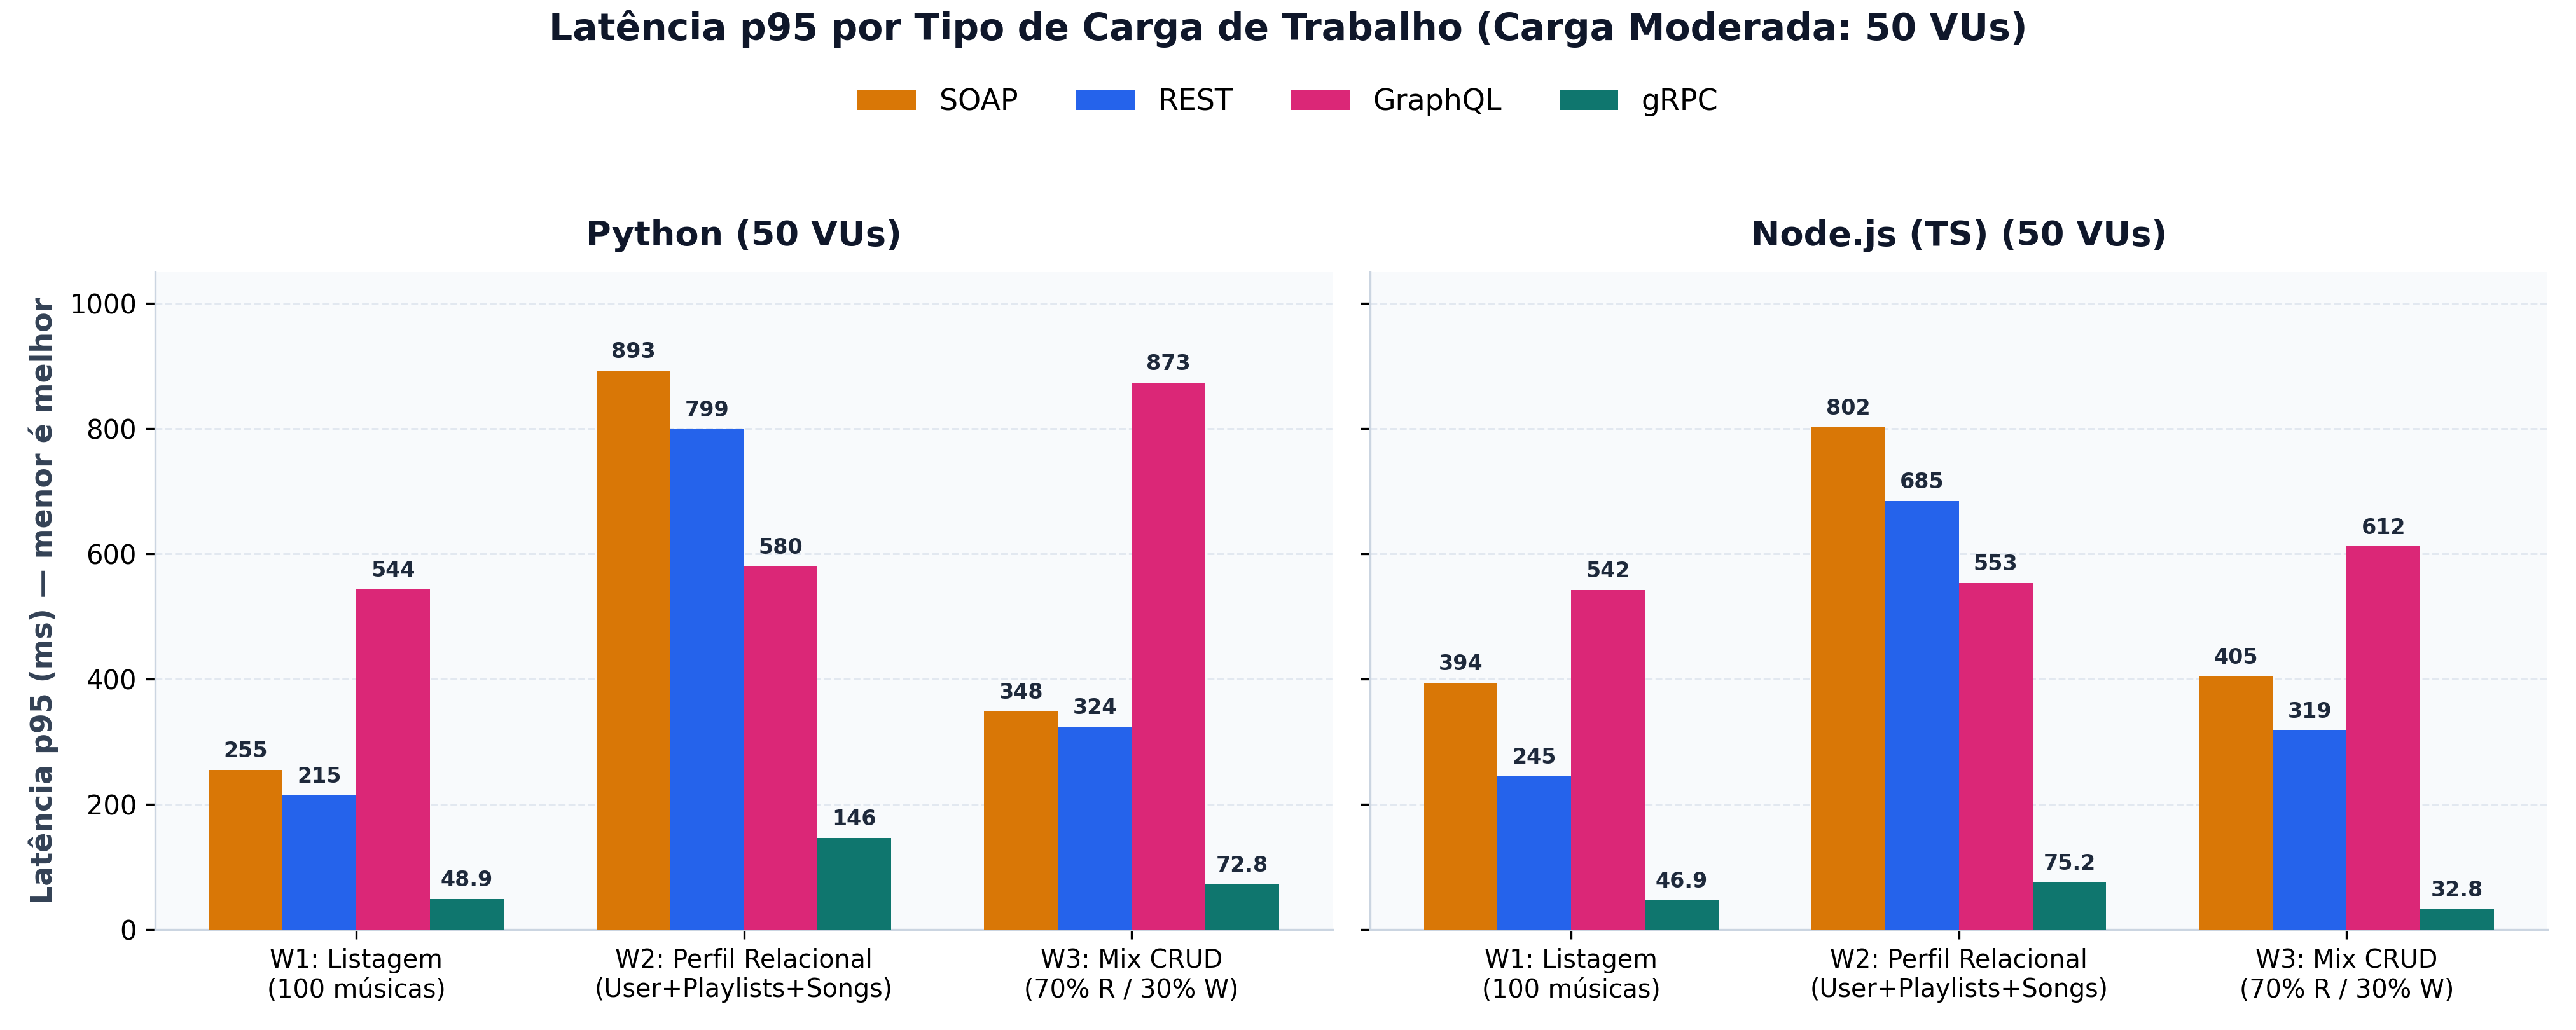 Latência p95 por Tipo de Carga de Trabalho (Carga Moderada: 50 VUs)
SOAP REST GraphQL gRPC
Python (50 VUs)
Latência p95 (ms) — menor é melhor
1000
800
600
400
200
0
255
215
544
48.9
893
799
580
146
348
324
873
72.8
W1: Listagem
(100 músicas)
W2: Perfil Relacional
(User+Playlists+Songs)
W3: Mix CRUD
(70% R / 30% W)
Node.js (TS) (50 VUs)
394
245
542
46.9
802
685
553
75.2
405
319
612
32.8
W1: Listagem
(100 músicas)
W2: Perfil Relacional
(User+Playlists+Songs)
W3: Mix CRUD
(70% R / 30% W)